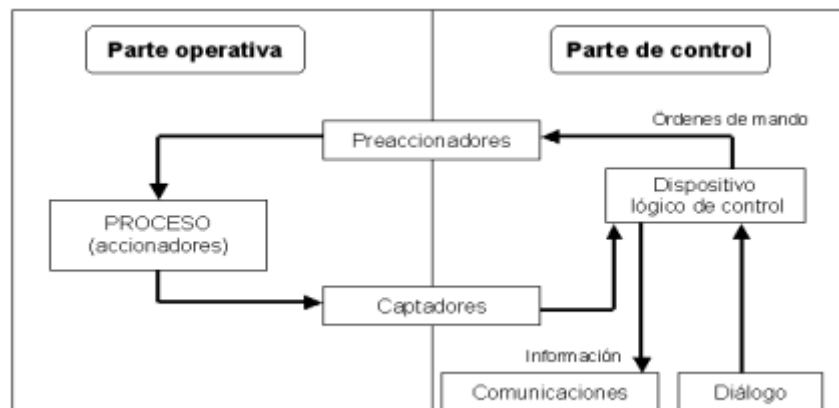 Parte operativa
Parte de control
Órdenes de mando
Preaccionadores
Dispositivo
lógico de control
PROCESO
(accionadores)
Captadores
Información
Comunicaciones
Diálogo